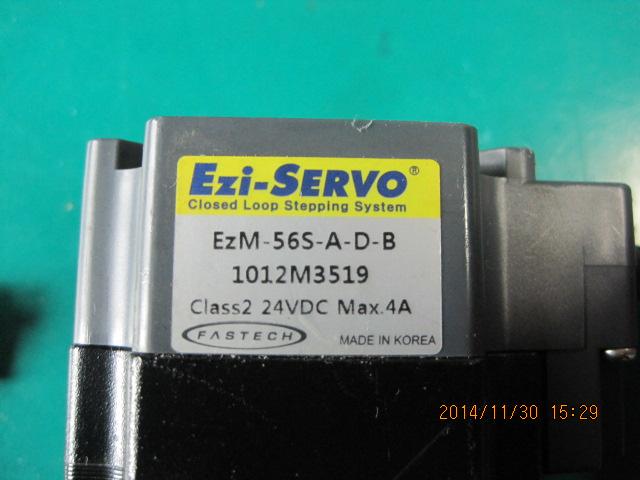 Ezi-SERVO®
Closed Loop Stepping System
EzM-56S-A-D-B
1012M3519
Class2 24VDC Max.4A
FASTECH MADE IN KOREA
2014/11/30 15:29